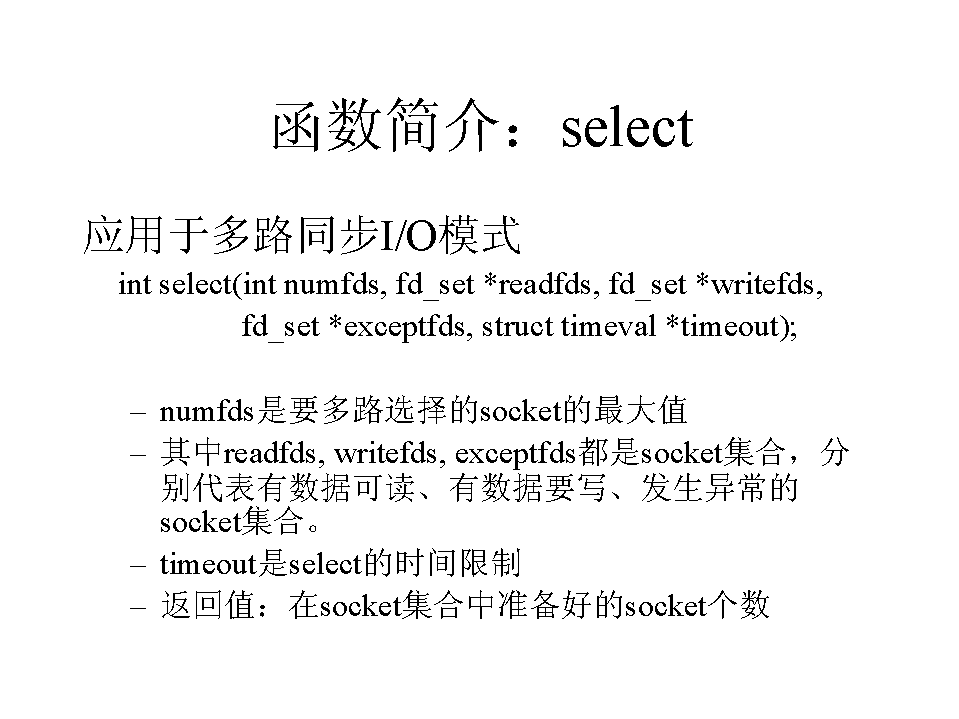 函数简介：select
应用于多路同步I/O模式
int select(int numfds, fd_set *readfds, fd_set *writefds,
fd_set *exceptfds, struct timeval *timeout);
– numfds是要多路选择的socket的最大值
– 其中readfds, writefds, exceptfds都是socket集合，分
别代表有数据可读、有数据要写、发生异常的
socket集合。
– timeout是select的时间限制
– 返回值：在socket集合中准备好的socket个数